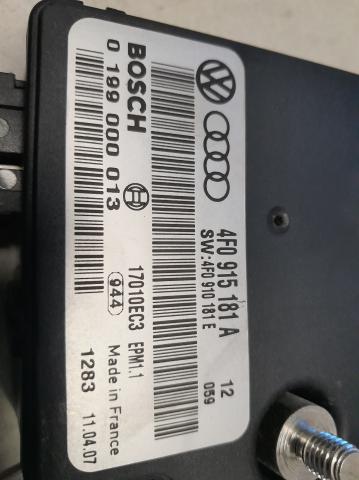 4F0 915 181 A
SW:4F0 910 181 E
12
059
BOSCH
0 199 000 013
17010EC3 EPM1.1
944 Made in France
1283 11.04.07